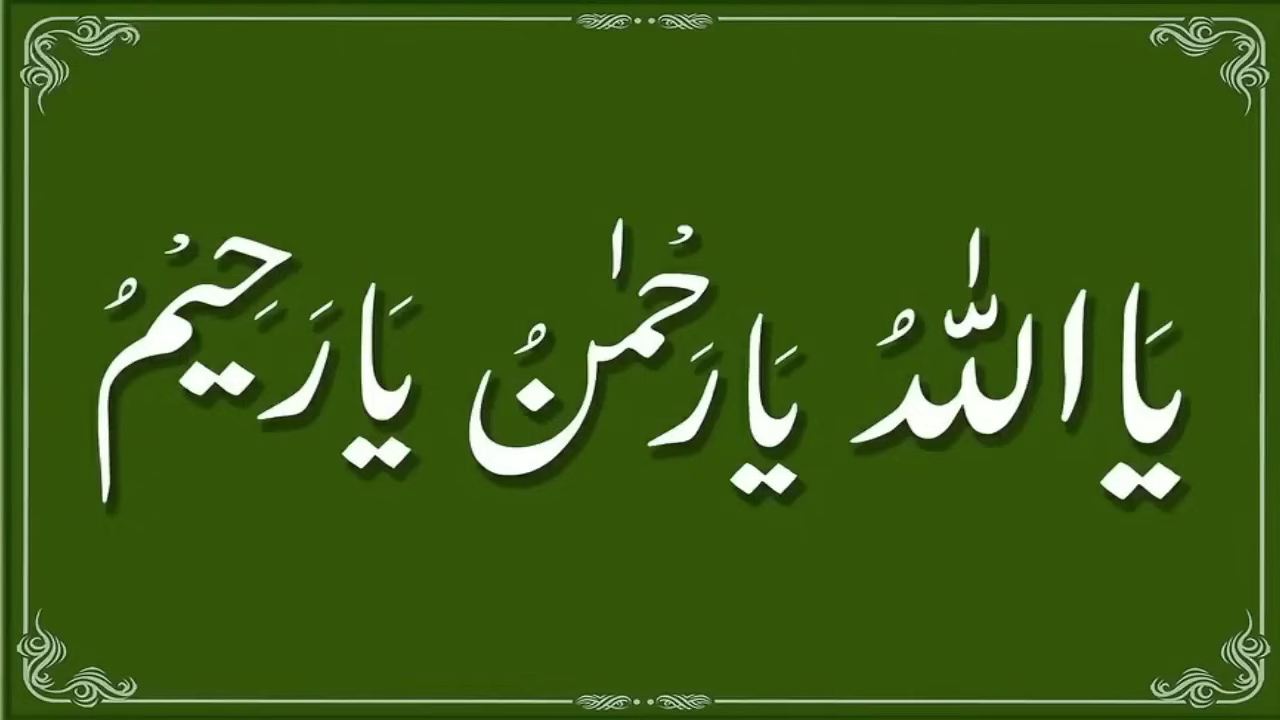 يَا اللّٰهُ يَا رَحْمٰنُ يَا رَحِيْمُ